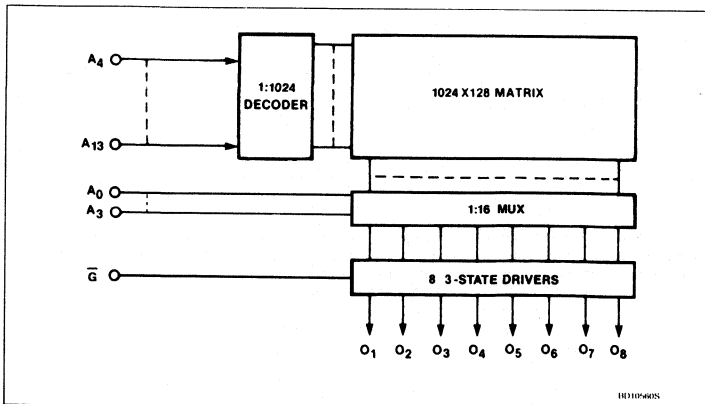 A4
1:1024
DECODER
1024 X128 MATRIX
A13
A0
A3
1:16 MUX
G̅
8 3-STATE DRIVERS
O1 O2 O3 O4 O5 O6 O7 O8
BD10560S